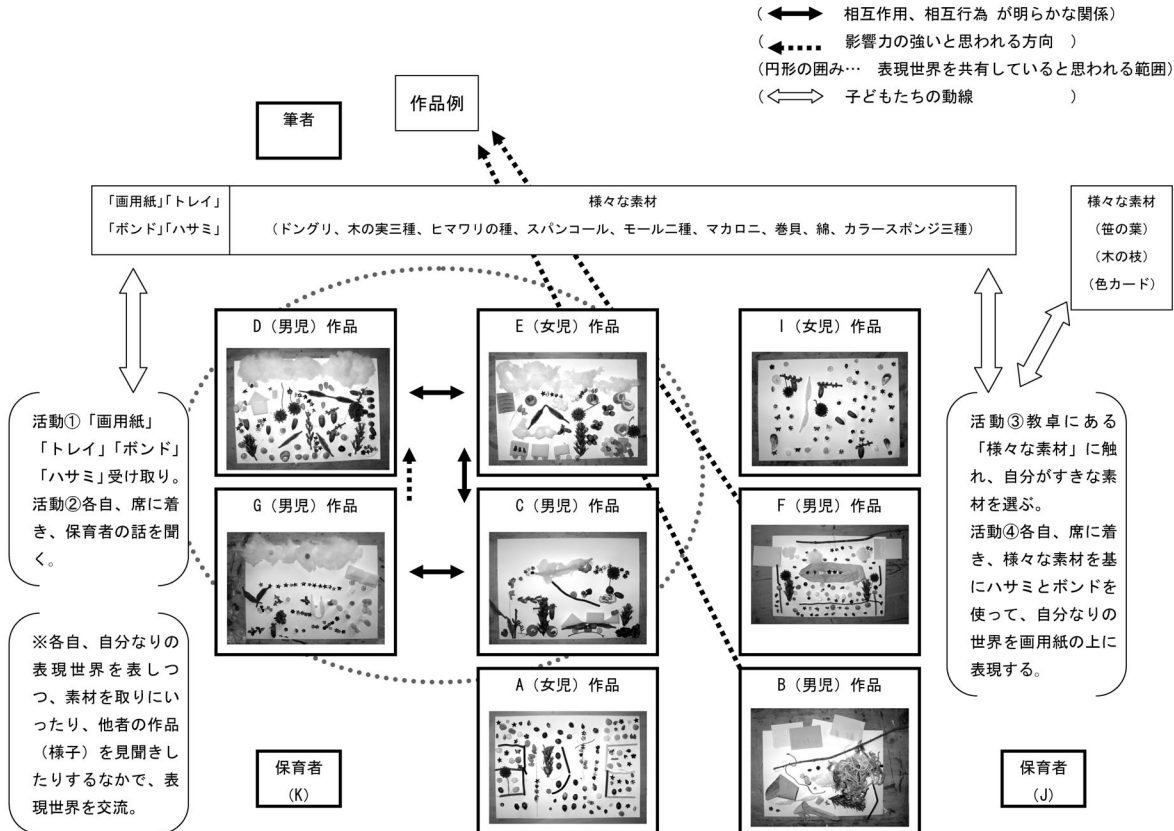 ( 相互作用、相互行為 が明らかな関係)
( 影響力の強いと思われる方向 )
(円形の囲み… 表現世界を共有していると思われる範囲)
( 子どもたちの動線 )
作品例
筆者
「画用紙」「トレイ」
「ボンド」「ハサミ」
様々な素材
(ドングリ、木の実三種、ヒマワリの種、スパンコール、モール二種、マカロニ、巻貝、綿、カラースポンジ三種)
様々な素材
(笹の葉)
(木の枝)
(色カード)
D(男児)作品
E(女児)作品
I(女児)作品
活動①「画用紙」
「トレイ」「ボンド」
「ハサミ」受け取り。
活動②各自、席に着
き、保育者の話を聞
く。
G(男児)作品
C(男児)作品
F(男児)作品
活動③教卓にある
「様々な素材」に触
れ、自分がすきな素
材を選ぶ。
活動④各自、席に着
き、様々な素材を基
にハサミとボンドを
使って、自分なりの
世界を画用紙の上に
表現する。
※各自、自分なりの
表現世界を表しつ
つ、素材を取りにい
ったり、他者の作品
(様子)を見聞きし
たりするなかで、表
現世界を交流。
A(女児)作品
B(男児)作品
保育者
(K)
保育者
(J)